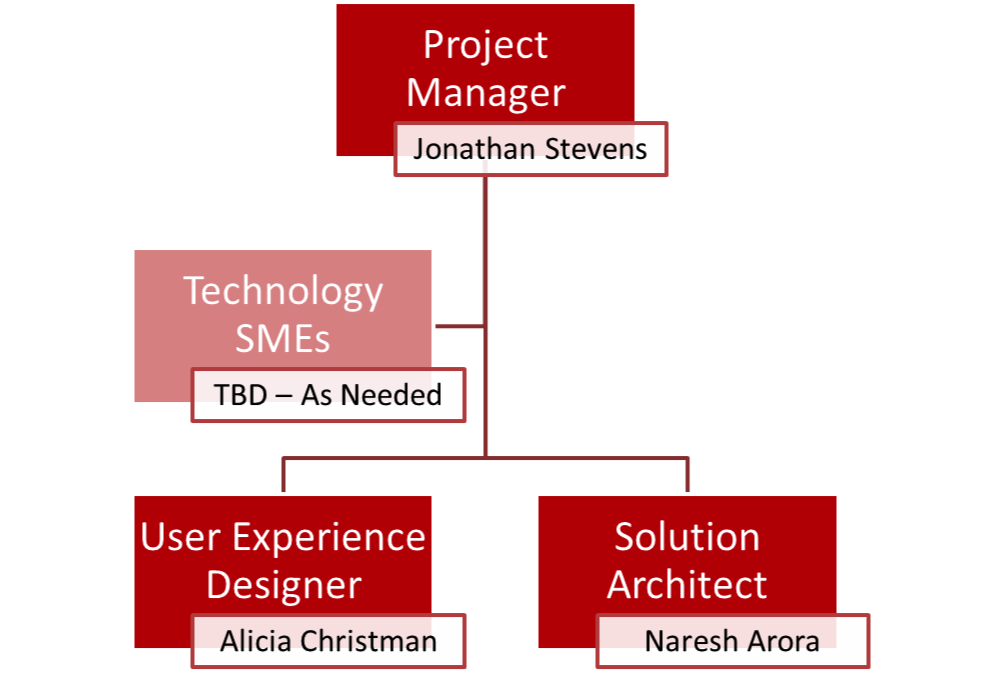 Project
Manager
Jonathan Stevens
Technology
SMEs
TBD – As Needed
User Experience
Designer
Alicia Christman
Solution
Architect
Naresh Arora